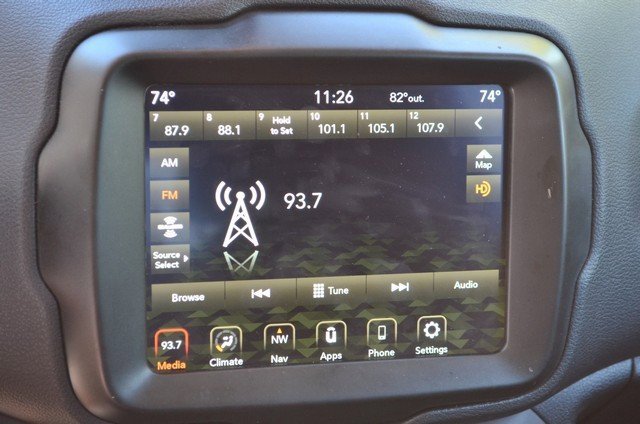 74° 11:26 82°out. 74°
7 8 9 Hold 10 11 12
87.9 88.1 to Set 101.1 105.1 107.9
AM
Map
FM 93.7 HD
Source
Select
Browse Tune Audio
93.7 NW
Media Climate Nav Apps Phone Settings